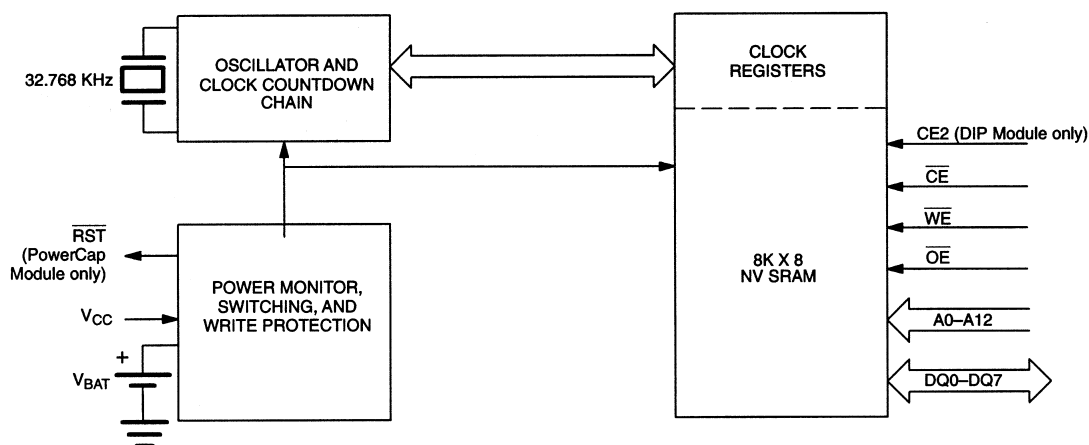 32.768 KHz
OSCILLATOR AND
CLOCK COUNTDOWN
CHAIN
CLOCK
REGISTERS
CE2 (DIP Module only)
CE
WE
OE
A0–A12
DQ0–DQ7
8K X 8
NV SRAM
RST
(PowerCap
Module only)
VCC
+
VBAT
POWER MONITOR,
SWITCHING, AND
WRITE PROTECTION